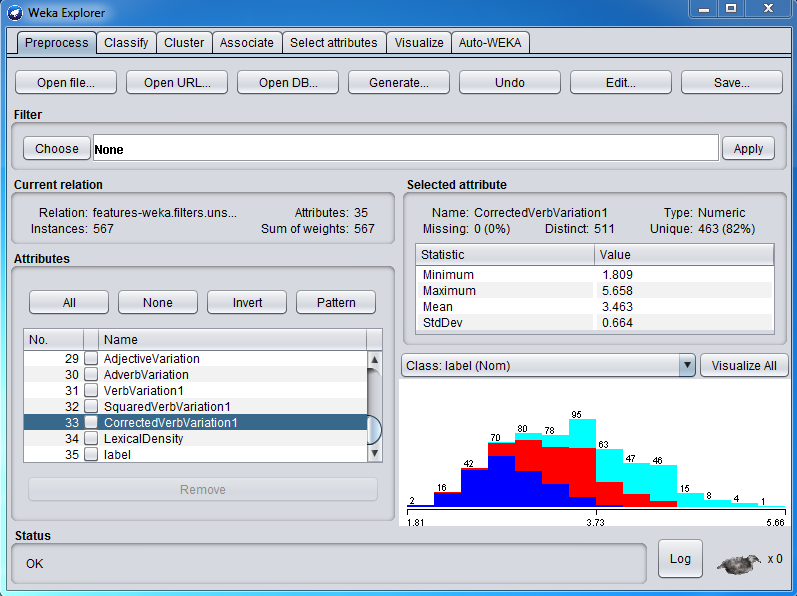 Weka Explorer
Preprocess Classify Cluster Associate Select attributes Visualize Auto-WEKA
Open file... Open URL... Open DB... Generate... Undo Edit... Save...
Filter
Choose None Apply
Current relation
Relation: features-weka.filters.uns... Attributes: 35
Instances: 567 Sum of weights: 567
Attributes
All None Invert Pattern
No. Name
29 AdjectiveVariation
30 AdverbVariation
31 VerbVariation1
32 SquaredVerbVariation1
33 CorrectedVerbVariation1
34 LexicalDensity
35 label
Remove
Selected attribute
Name: CorrectedVerbVariation1 Type: Numeric
Missing: 0 (0%) Distinct: 511 Unique: 463 (82%)
Statistic Value
Minimum 1.809
Maximum 5.658
Mean 3.463
StdDev 0.664
Class: label (Nom) Visualize All
2 16 42 70 80 78 95 63 47 46 15 8 4 1
1.81 3.73 5.66
Status
OK Log x 0